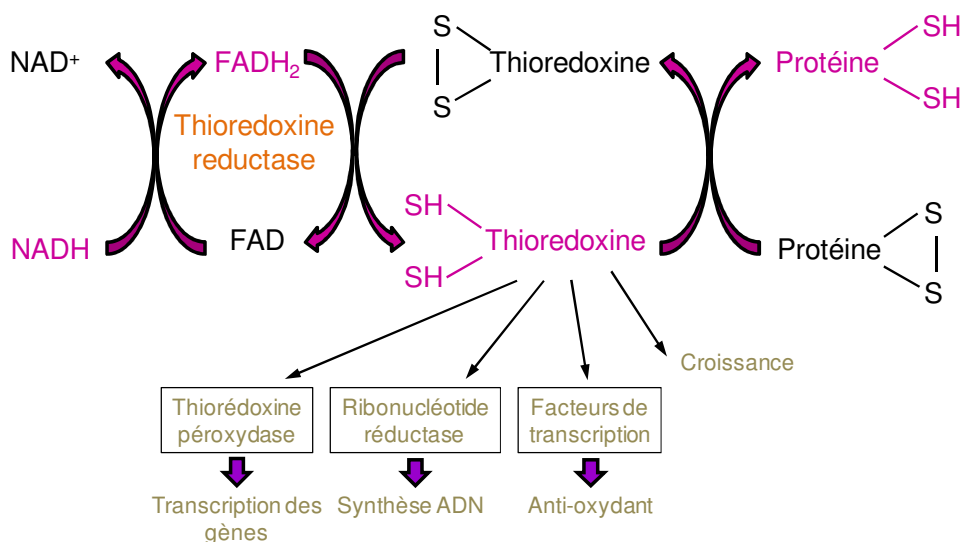 NAD+
FADH2
S
S
Thioredoxine
Protéine
SH
SH
Thioredoxine
reductase
NADH
FAD
SH
SH
Thioredoxine
Protéine
S
S
Croissance
Thiorédoxine
péroxydase
Ribonucléotide
réductase
Facteurs de
transcription
Transcription des
gènes
Synthèse ADN
Anti-oxydant